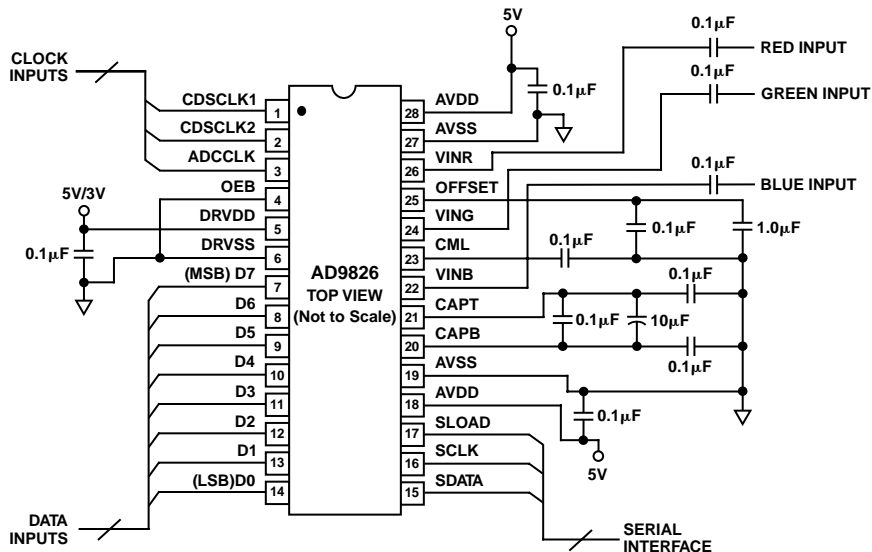 5V
0.1μF
RED INPUT
CLOCK
INPUTS
0.1μF
GREEN INPUT
0.1μF
CDSCLK1
1
28
AVDD
CDSCLK2
2
27
AVSS
0.1μF
ADCCLK
3
26
VINR
BLUE INPUT
OEB
4
25
OFFSET
5V/3V
DRVDD
5
24
VING
0.1μF
1.0μF
0.1μF
DRVSS
6
23
CML
0.1μF
(MSB) D7
7
22
VINB
AD9826
TOP VIEW
(Not to Scale)
0.1μF
D6
8
21
CAPT
0.1μF
10μF
D5
9
20
CAPB
0.1μF
D4
10
19
AVSS
D3
11
18
AVDD
0.1μF
D2
12
17
SLOAD
D1
13
16
SCLK
5V
(LSB)D0
14
15
SDATA
DATA
INPUTS
SERIAL
INTERFACE